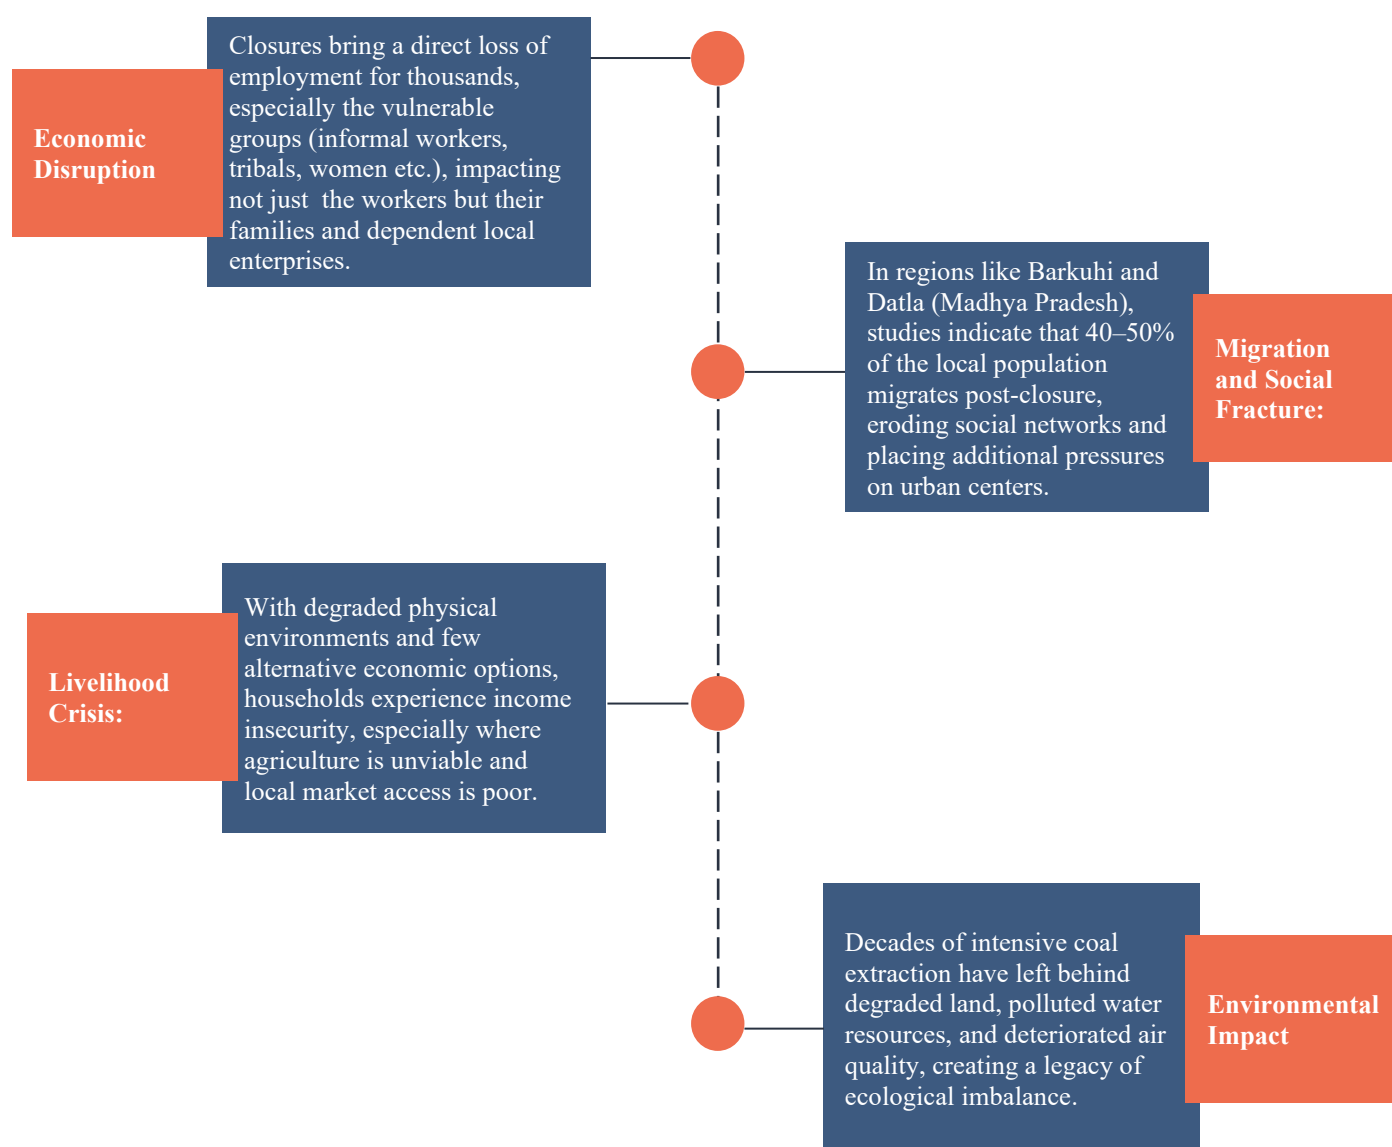 Economic
Disruption
Closures bring a direct loss of
employment for thousands,
especially the vulnerable
groups (informal workers,
tribals, women etc.), impacting
not just  the workers but their
families and dependent local
enterprises.
In regions like Barkuhi and
Datla (Madhya Pradesh),
studies indicate that 40–50%
of the local population
migrates post-closure,
eroding social networks and
placing additional pressures
on urban centers.
Migration
and Social
Fracture:
Livelihood
Crisis:
With degraded physical
environments and few
alternative economic options,
households experience income
insecurity, especially where
agriculture is unviable and
local market access is poor.
Decades of intensive coal
extraction have left behind
degraded land, polluted water
resources, and deteriorated air
quality, creating a legacy of
ecological imbalance.
Environmental
Impact